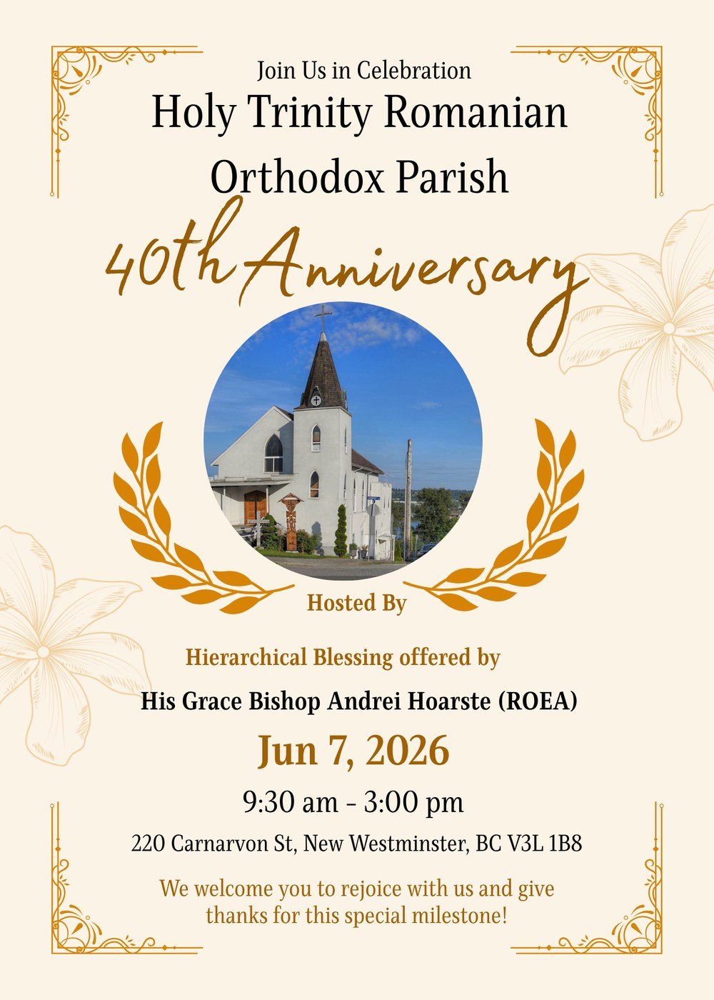 Join Us in Celebration
Holy Trinity Romanian
Orthodox Parish
40th Anniversary
Hosted By
Hierarchical Blessing offered by
His Grace Bishop Andrei Hoarste (ROEA)
Jun 7, 2026
9:30 am - 3:00 pm
220 Carnarvon St, New Westminster, BC V3L 1B8
We welcome you to rejoice with us and give
thanks for this special milestone!